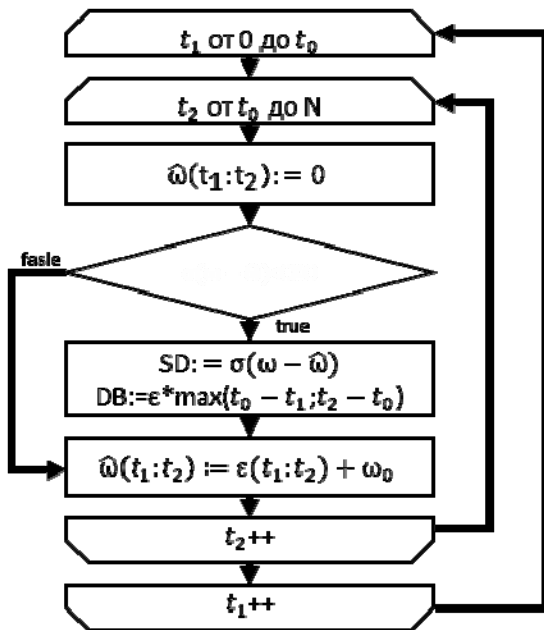 t₁ от 0 до t₀
t₂ от t₀ до N
ω̂(t₁:t₂):= 0
fasle
true
SD:= σ(ω − ω̂)
DB:=ε*max(t₀ − t₁;t₂ − t₀)
ω̂(t₁:t₂) := ε(t₁:t₂) + ω₀
t₂++
t₁++